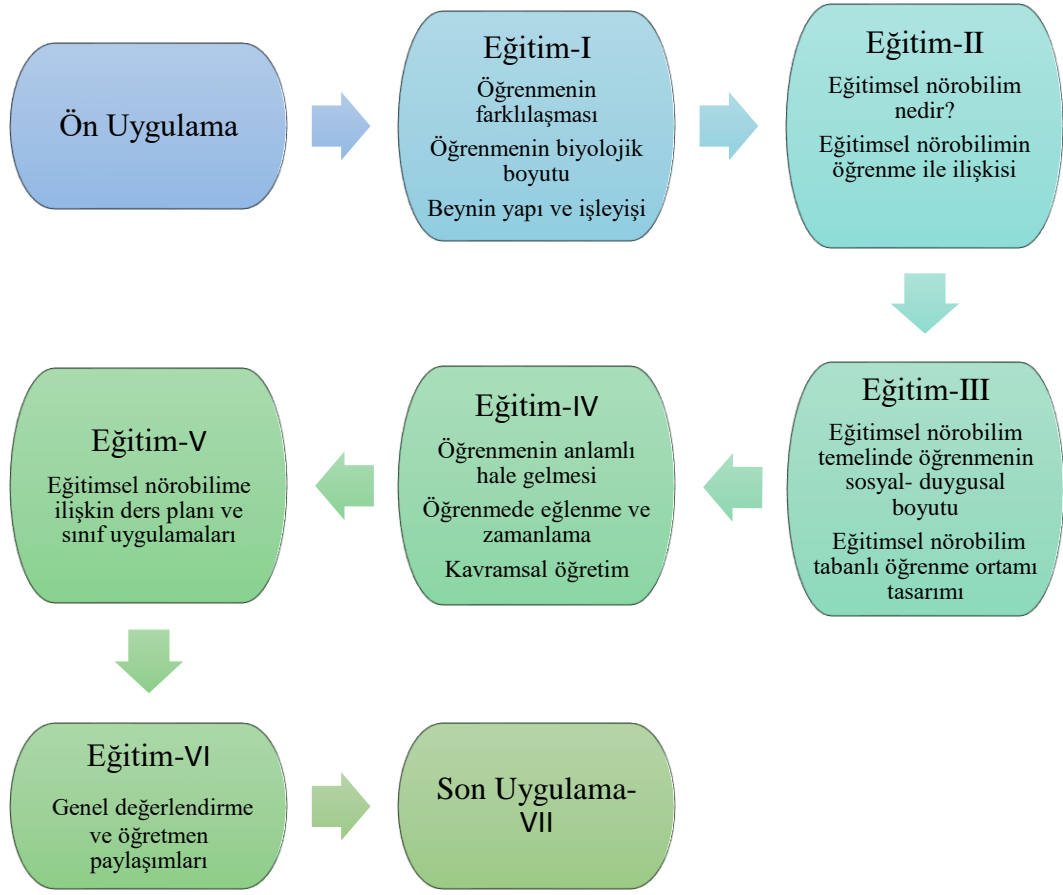 Ön Uygulama
Eğitim-I
Öğrenmenin
farklılaşması
Öğrenmenin biyolojik
boyutu
Beynin yapı ve işleyişi
Eğitim-II
Eğitimsel nörobilim
nedir?
Eğitimsel nörobilimin
öğrenme ile ilişkisi
Eğitim-III
Eğitimsel nörobilim
temelinde öğrenmenin
sosyal- duygusal
boyutu
Eğitimsel nörobilim
tabanlı öğrenme ortamı
tasarımı
Eğitim-IV
Öğrenmenin anlamlı
hale gelmesi
Öğrenmede eğlenme ve
zamanlama
Kavramsal öğretim
Eğitim-V
Eğitimsel nörobilime
ilişkin ders planı ve
sınıf uygulamaları
Eğitim-VI
Genel değerlendirme
ve öğretmen
paylaşımları
Son Uygulama-
VII